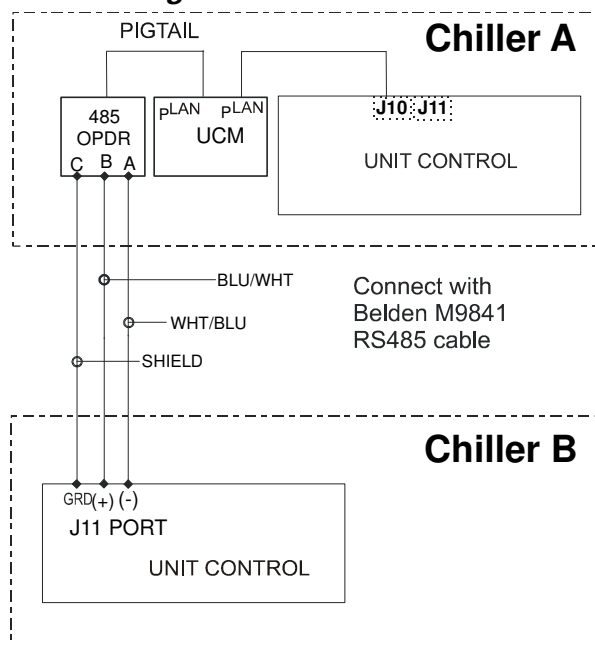 PIGTAIL
Chiller A
485
OPDR
C B A
pLAN pLAN
UCM
J10 J11
UNIT CONTROL
BLU/WHT
WHT/BLU
SHIELD
Connect with
Belden M9841
RS485 cable
Chiller B
GRD(+) (-)
J11 PORT
UNIT CONTROL